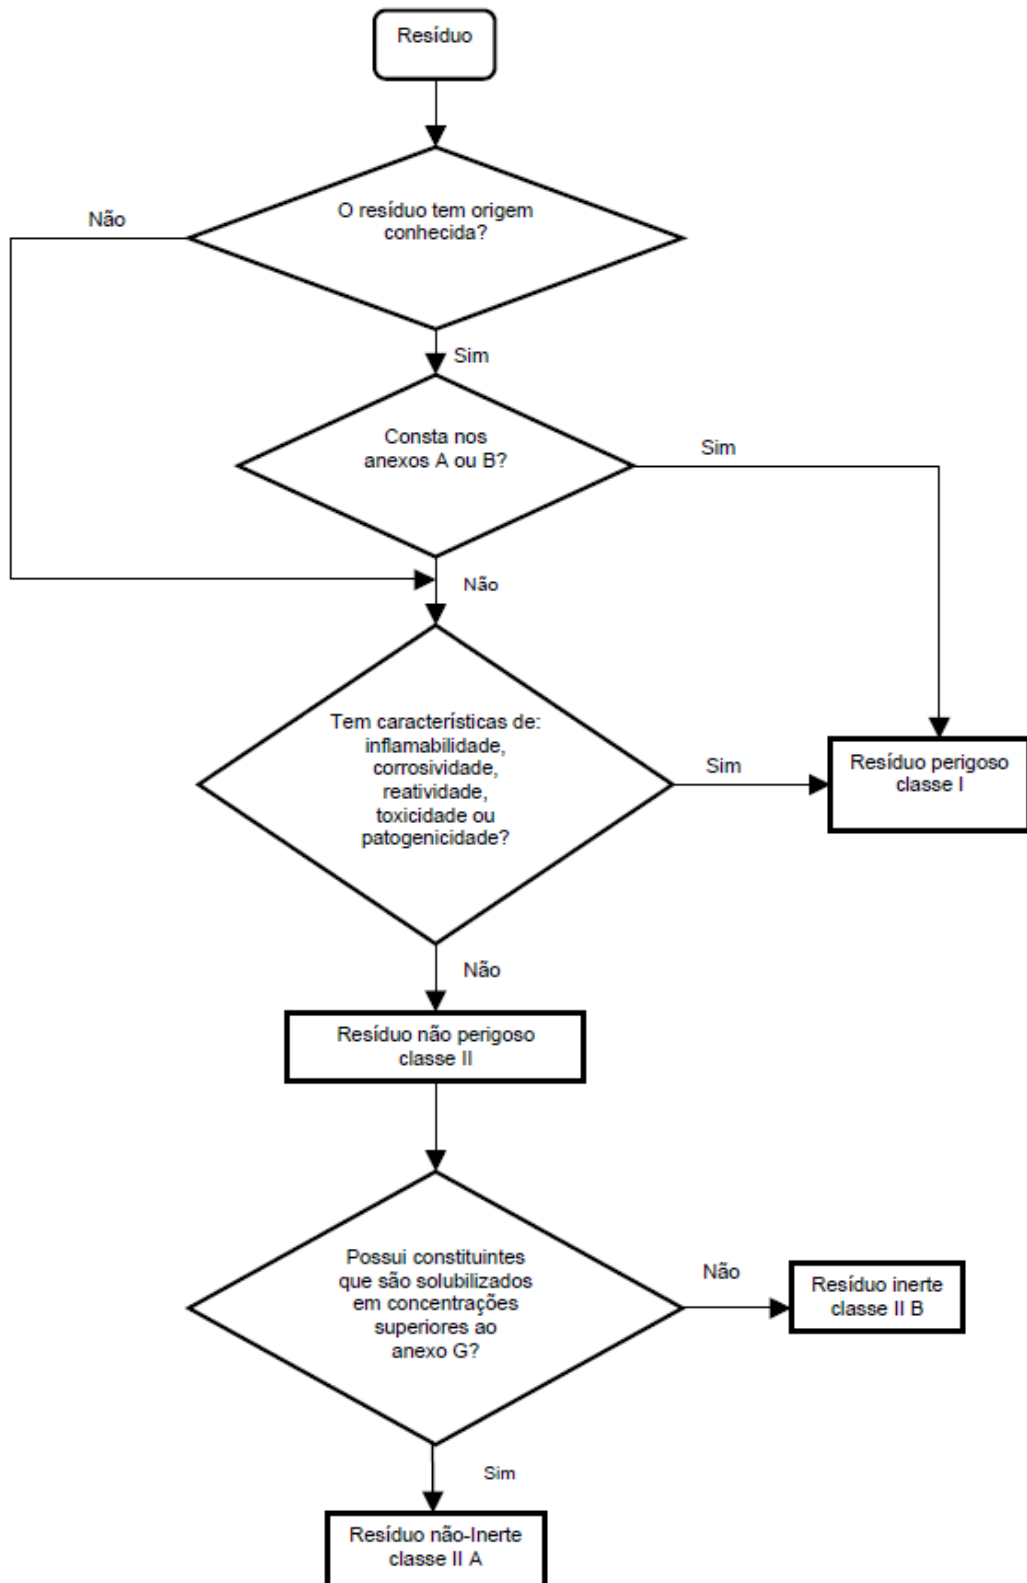 Resíduo
O resíduo tem origem
conhecida?
Não
Sim
Consta nos
anexos A ou B?
Sim
Não
Tem características de:
inflamabilidade,
corrosividade,
reatividade,
toxicidade ou
patogenicidade?
Sim
Resíduo perigoso
classe I
Não
Resíduo não perigoso
classe II
Possui constituintes
que são solubilizados
em concentrações
superiores ao
anexo G?
Não
Resíduo inerte
classe II B
Sim
Resíduo não-Inerte
classe II A